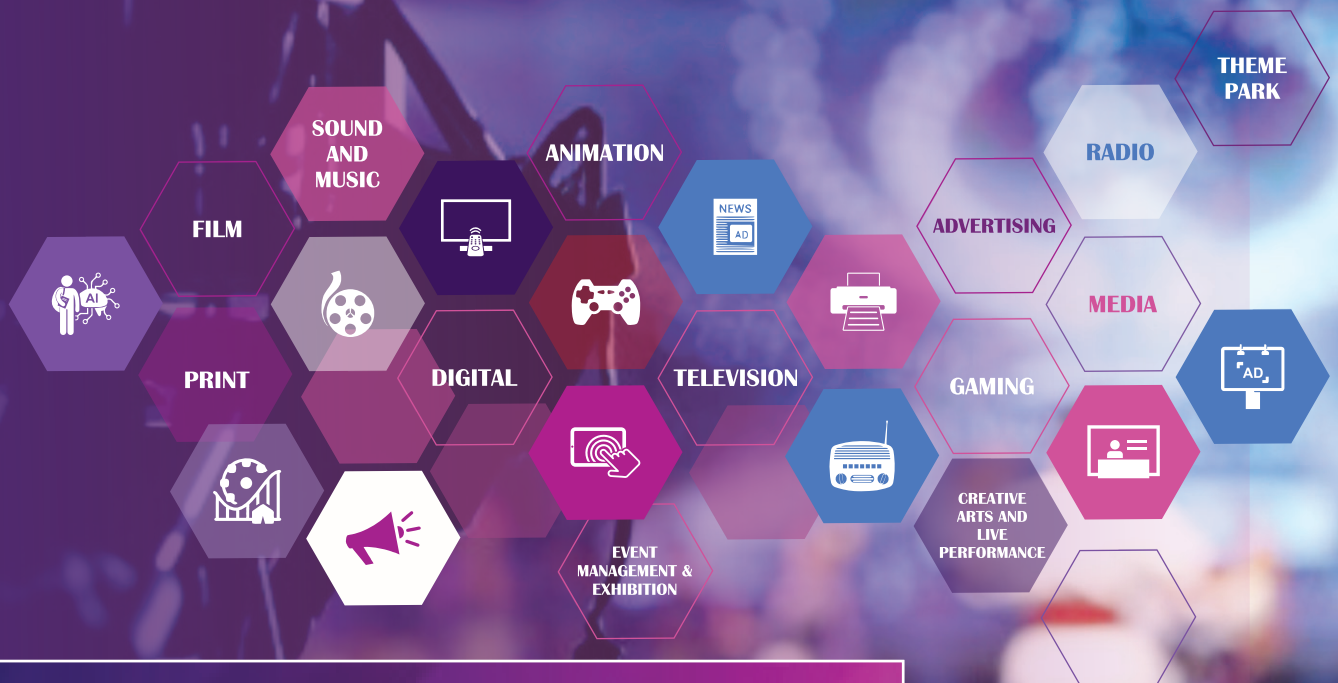 THEME
PARK
SOUND
AND
MUSIC
ANIMATION
RADIO
FILM
NEWS
AD
ADVERTISING
AI
MEDIA
PRINT
DIGITAL
TELEVISION
GAMING
AD
CREATIVE
ARTS AND
LIVE
PERFORMANCE
EVENT
MANAGEMENT &
EXHIBITION